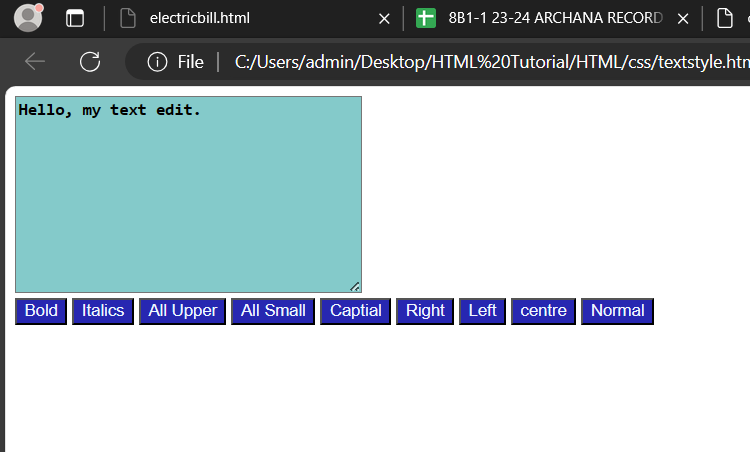 electricbill.html
8B1-1 23-24 ARCHANA RECORD
File
C:/Users/admin/Desktop/HTML%20Tutorial/HTML/css/textstyle.htm
Hello, my text edit.
Bold Italics All Upper All Small Captial Right Left centre Normal